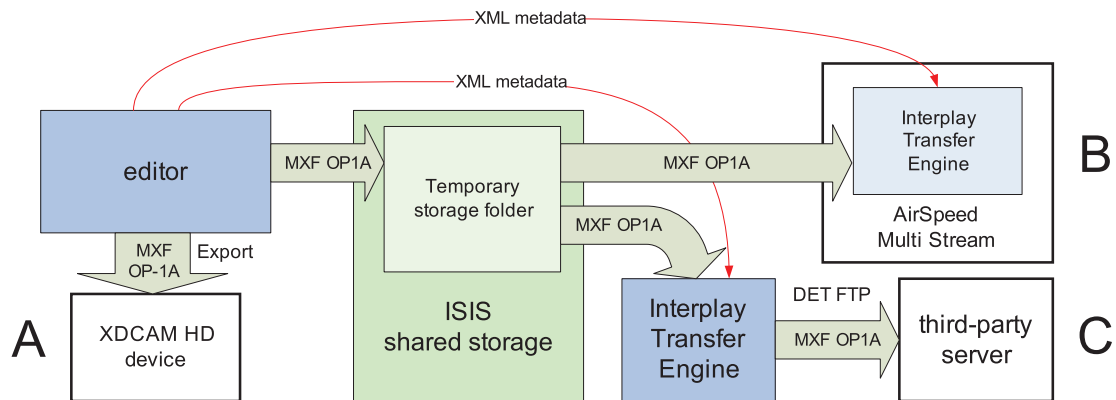 XML metadata
XML metadata
editor
MXF OP1A
Temporary
storage folder
MXF OP1A
Interplay
Transfer
Engine
AirSpeed
Multi Stream
B
MXF OP1A
MXF
OP-1A
Export
A
XDCAM HD
device
ISIS
shared storage
Interplay
Transfer
Engine
DET FTP
MXF OP1A
third-party
server
C